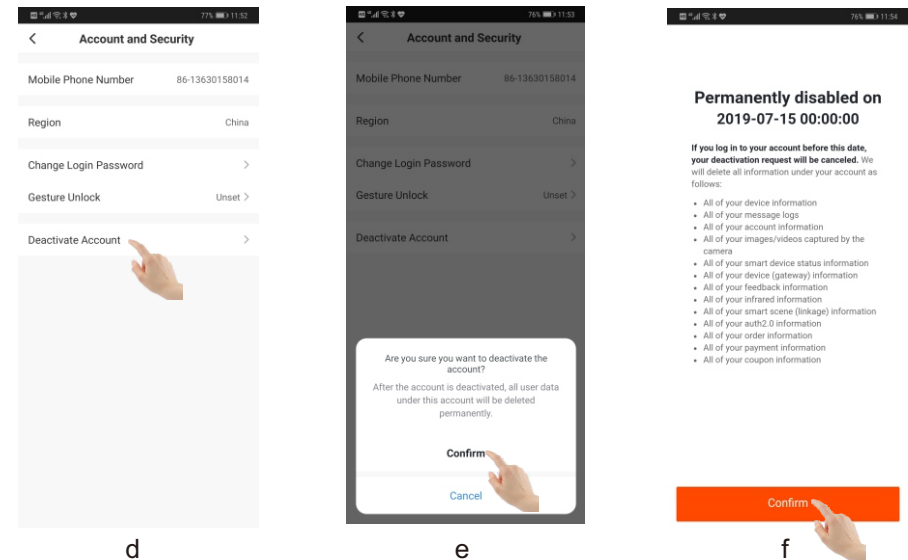 77% 11:52
Account and Security
Mobile Phone Number 86-13630158014
Region China
Change Login Password
Gesture Unlock Unset
Deactivate Account
d
76% 11:53
Account and Security
Mobile Phone Number 86-13630158014
Region China
Change Login Password
Gesture Unlock Unset
Deactivate Account
Are you sure you want to deactivate the
account?
After the account is deactivated, all user data
under this account will be deleted
permanently.
Confirm
Cancel
e
76% 11:54
Permanently disabled on
2019-07-15 00:00:00
If you log in to your account before this date,
your deactivation request will be canceled. We
will delete all information under your account as
follows:
• All of your device information
• All of your message logs
• All of your account information
• All of your images/videos captured by the
camera
• All of your smart device status information
• All of your device (gateway) information
• All of your feedback information
• All of your infrared information
• All of your smart scene (linkage) information
• All of your auth2.0 information
• All of your order information
• All of your payment information
• All of your coupon information
Confirm
f